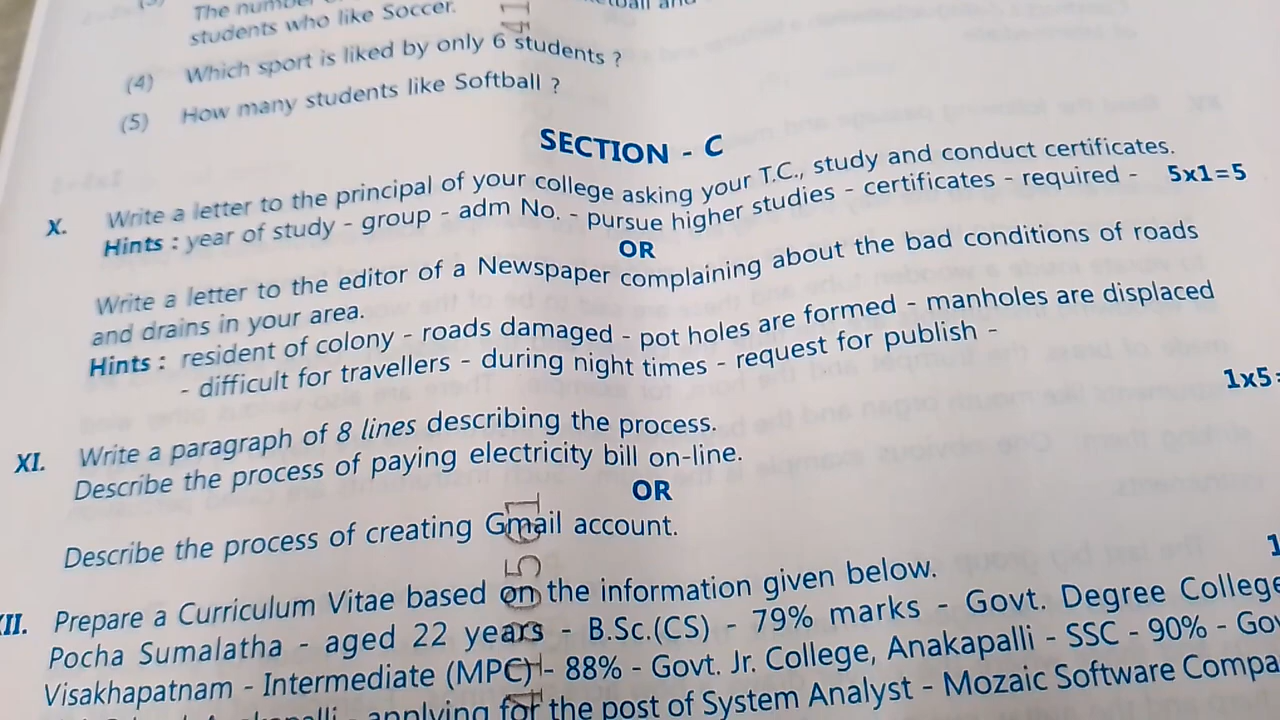 The number
students who like Soccer.
(4) Which sport is liked by only 6 students ?
(5) How many students like Softball ?
SECTION - C
X. Write a letter to the principal of your college asking your T.C., study and conduct certificates.
Hints : year of study - group - adm No. - pursue higher studies - certificates - required - 5x1=5
OR
Write a letter to the editor of a Newspaper complaining about the bad conditions of roads
and drains in your area.
Hints : resident of colony - roads damaged - pot holes are formed - manholes are displaced
- difficult for travellers - during night times - request for publish -
1x5=
XI. Write a paragraph of 8 lines describing the process.
Describe the process of paying electricity bill on-line.
OR
Describe the process of creating Gmail account.
XII. Prepare a Curriculum Vitae based on the information given below.
Pocha Sumalatha - aged 22 years - B.Sc.(CS) - 79% marks - Govt. Degree College
Visakhapatnam - Intermediate (MPC) - 88% - Govt. Jr. College, Anakapalli - SSC - 90% -
applying for the post of System Analyst - Mozaic Software